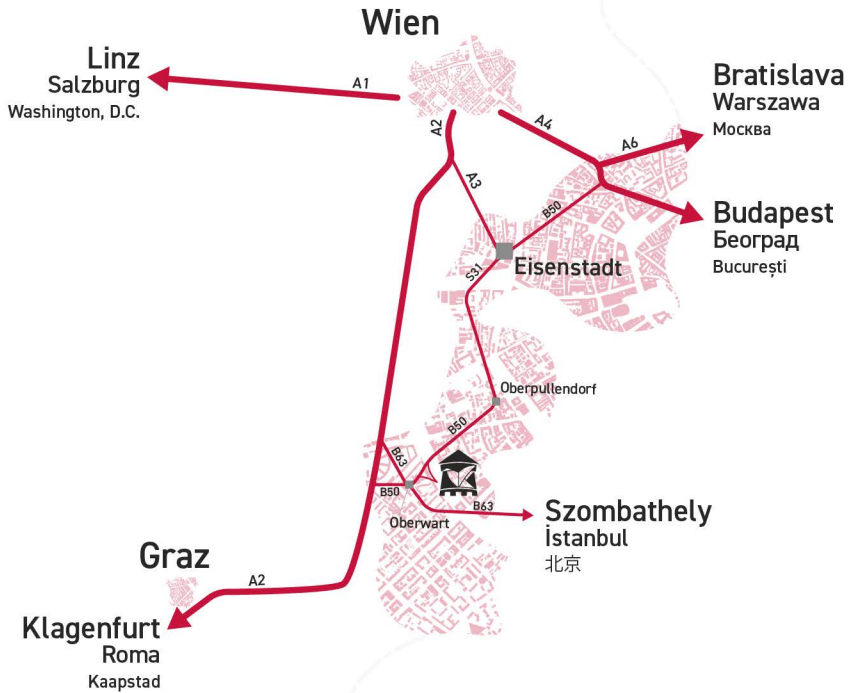 Wien
Linz
Salzburg
Washington, D.C.
A1
A2
A4
Bratislava
Warszawa
Москва
A6
A3
B50
Budapest
Београд
București
Eisenstadt
S31
Oberpullendorf
B50
B63
B50
Oberwart
B63
Szombathely
İstanbul
北京
Graz
A2
Klagenfurt
Roma
Kaapstad